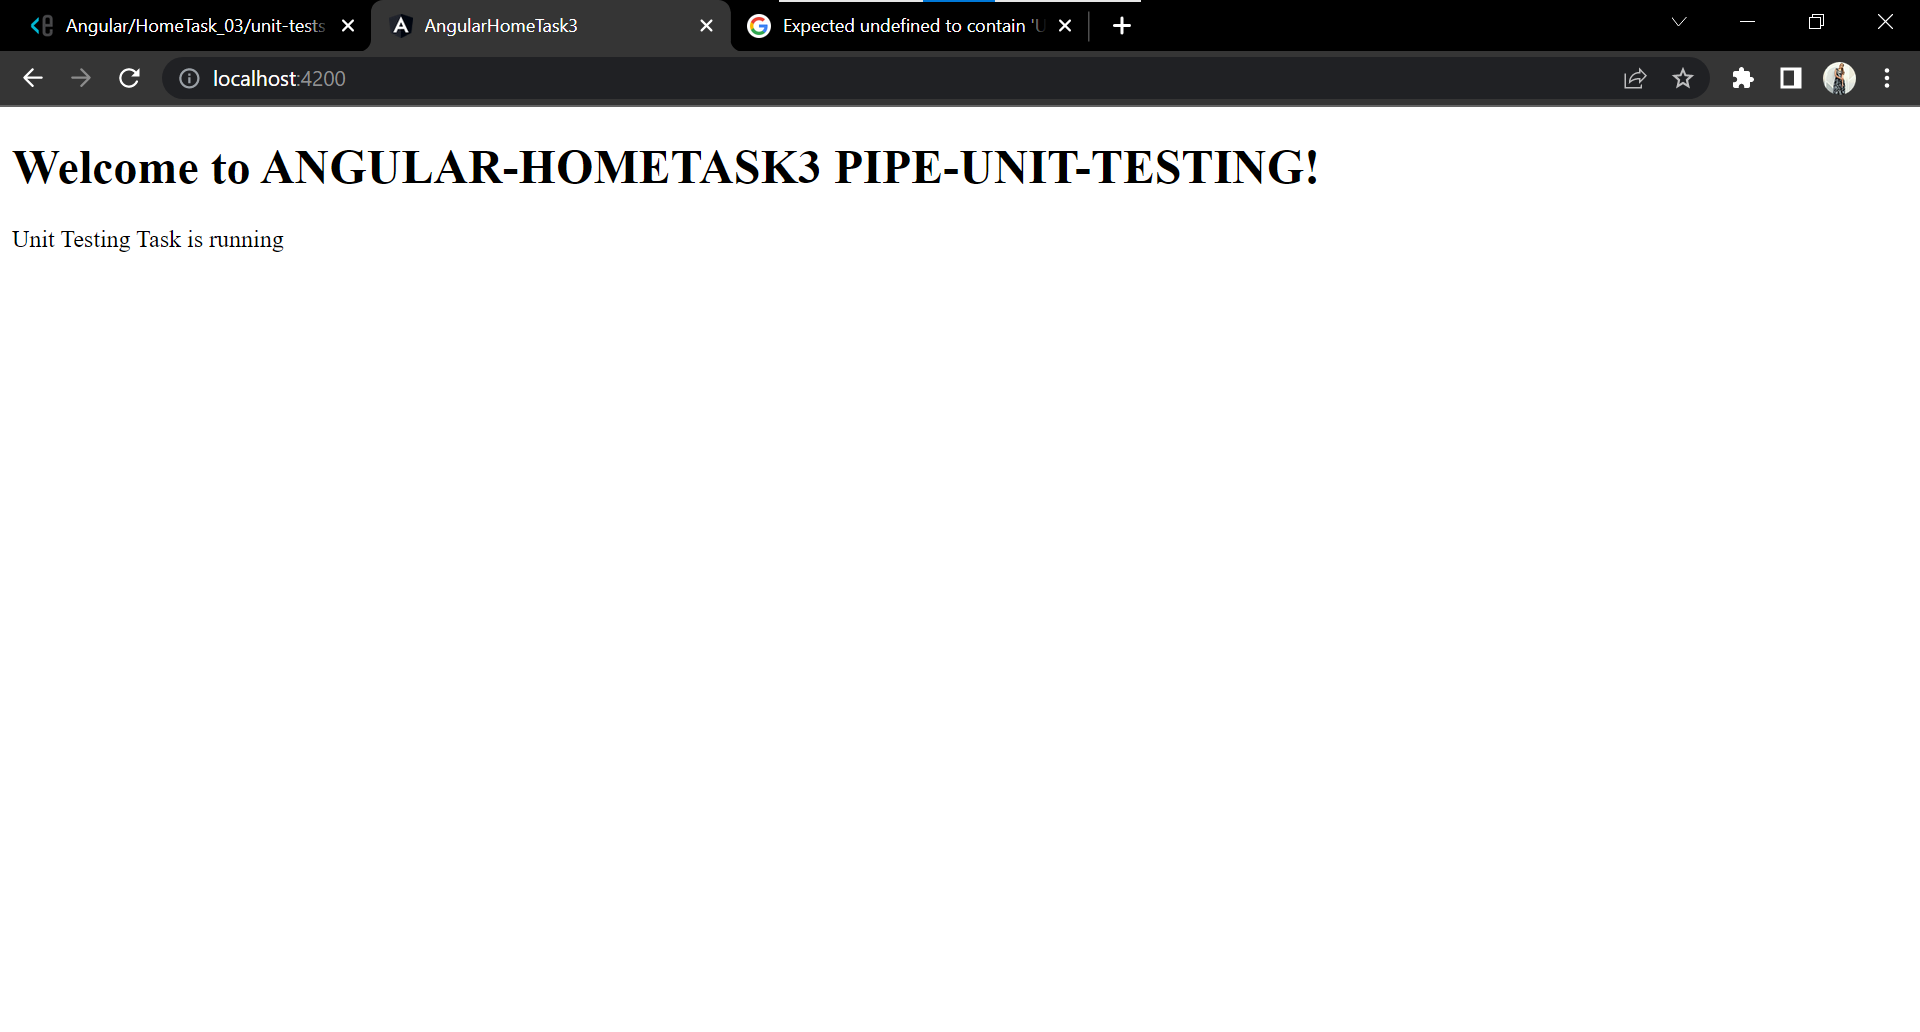 Angular/HomeTask_03/unit-tests
AngularHomeTask3
Expected undefined to contain 'U
localhost:4200
Welcome to ANGULAR-HOMETASK3 PIPE-UNIT-TESTING!
Unit Testing Task is running